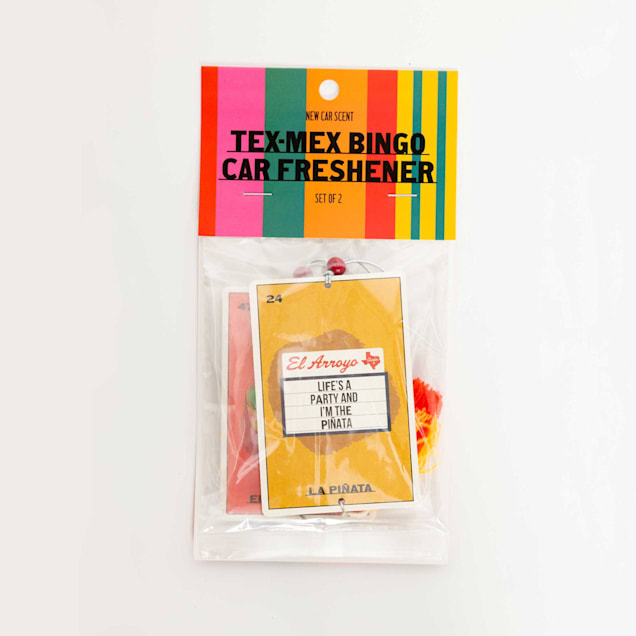 NEW CAR SCENT
TEX-MEX BINGO
CAR FRESHENER
SET OF 2
24
El Arroyo
LIFE'S A
PARTY AND
I'M THE
PIÑATA
LA PIÑATA